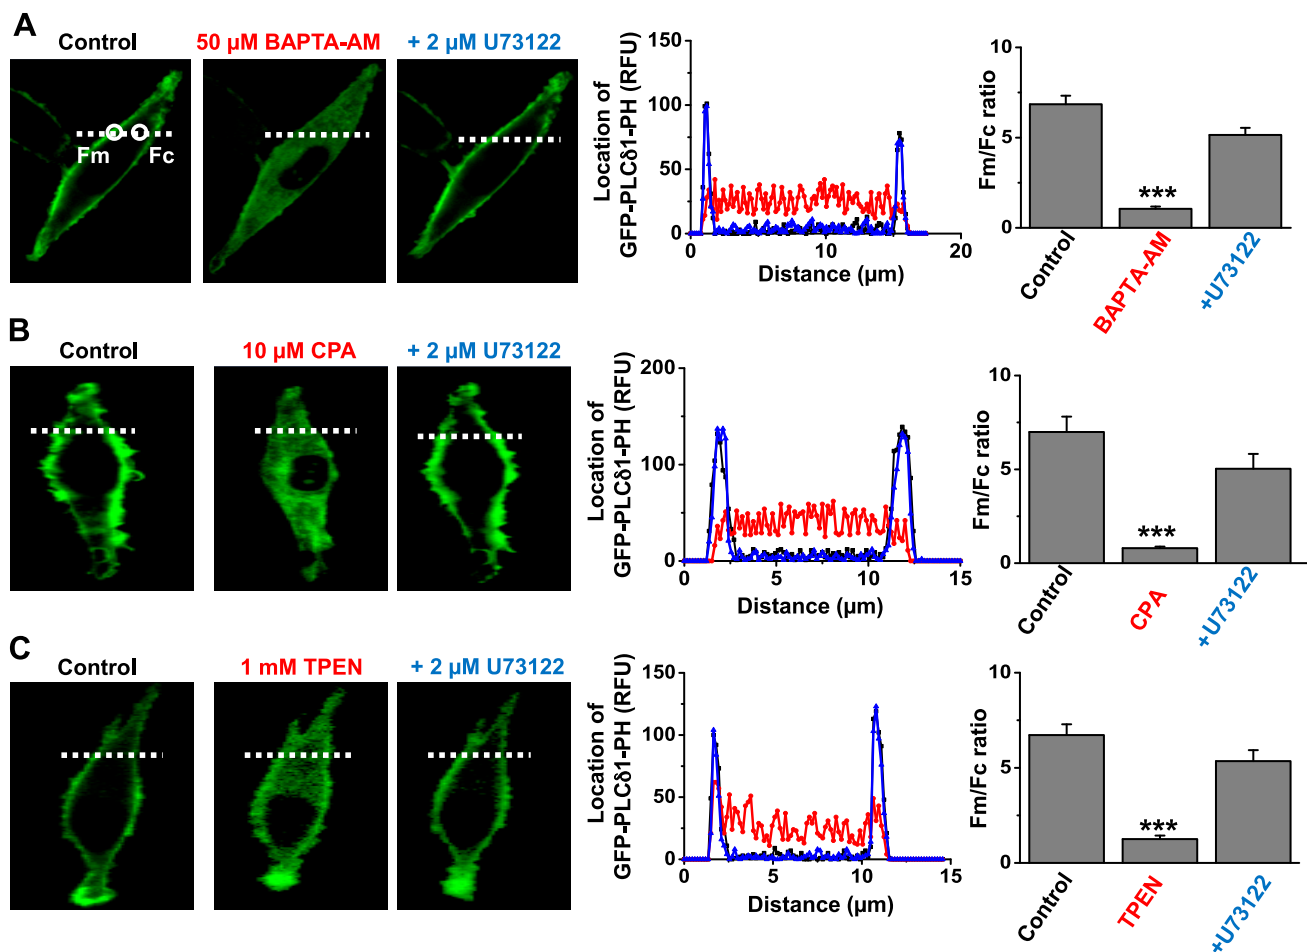 A
Control
50 µM BAPTA-AM
+ 2 µM U73122
Fm
Fc
Location of
GFP-PLCδ1-PH (RFU)
150
100
50
0
0
10
20
Distance (µm)
Fm/Fc ratio
10
5
0
***
Control
BAPTA-AM
+U73122
B
Control
10 µM CPA
+ 2 µM U73122
Location of
GFP-PLCδ1-PH (RFU)
200
100
0
0
5
10
15
Distance (µm)
Fm/Fc ratio
10
5
0
***
Control
CPA
+U73122
C
Control
1 mM TPEN
+ 2 µM U73122
Location of
GFP-PLCδ1-PH (RFU)
150
100
50
0
0
5
10
15
Distance (µm)
Fm/Fc ratio
10
5
0
***
Control
TPEN
+U73122